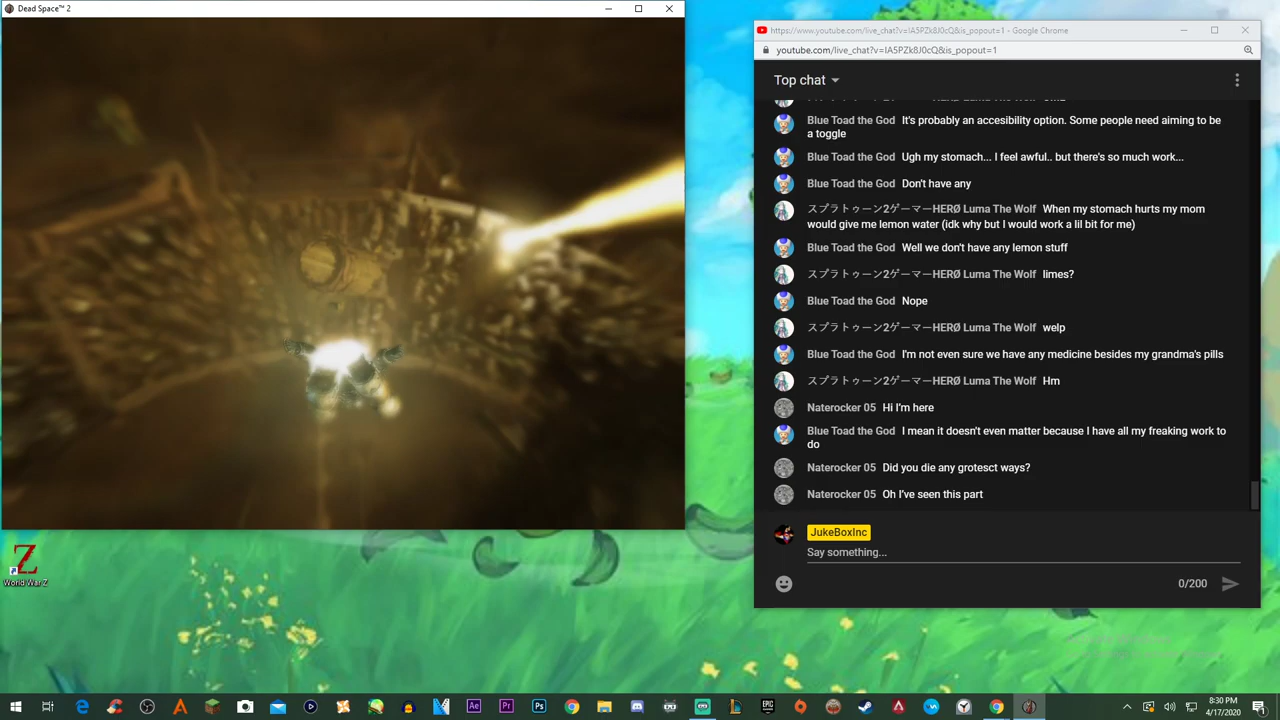 Dead Space™ 2
https://www.youtube.com/live_chat?v=IA5PZk8J0cQ&is_popout=1 - Google Chrome
youtube.com/live_chat?v=IA5PZk8J0cQ&is_popout=1
Top chat
Blue Toad the God It's probably an accesibility option. Some people need aiming to be
a toggle
Blue Toad the God Ugh my stomach... I feel awful.. but there's so much work...
Blue Toad the God Don't have any
スプラトゥーン2ゲーマーHERØ Luma The Wolf When my stomach hurts my mom
would give me lemon water (idk why but I would work a lil bit for me)
Blue Toad the God Well we don't have any lemon stuff
スプラトゥーン2ゲーマーHERØ Luma The Wolf limes?
Blue Toad the God Nope
スプラトゥーン2ゲーマーHERØ Luma The Wolf welp
Blue Toad the God I'm not even sure we have any medicine besides my grandma's pills
スプラトゥーン2ゲーマーHERØ Luma The Wolf Hm
Naterocker 05 Hi I'm here
Blue Toad the God I mean it doesn't even matter because I have all my freaking work to
do
Naterocker 05 Did you die any grotesct ways?
Naterocker 05 Oh I've seen this part
JukeBoxInc
Say something...
0/200
World War Z
Ae
Pr
Ps
EPIC
8:30 PM
4/17/2020